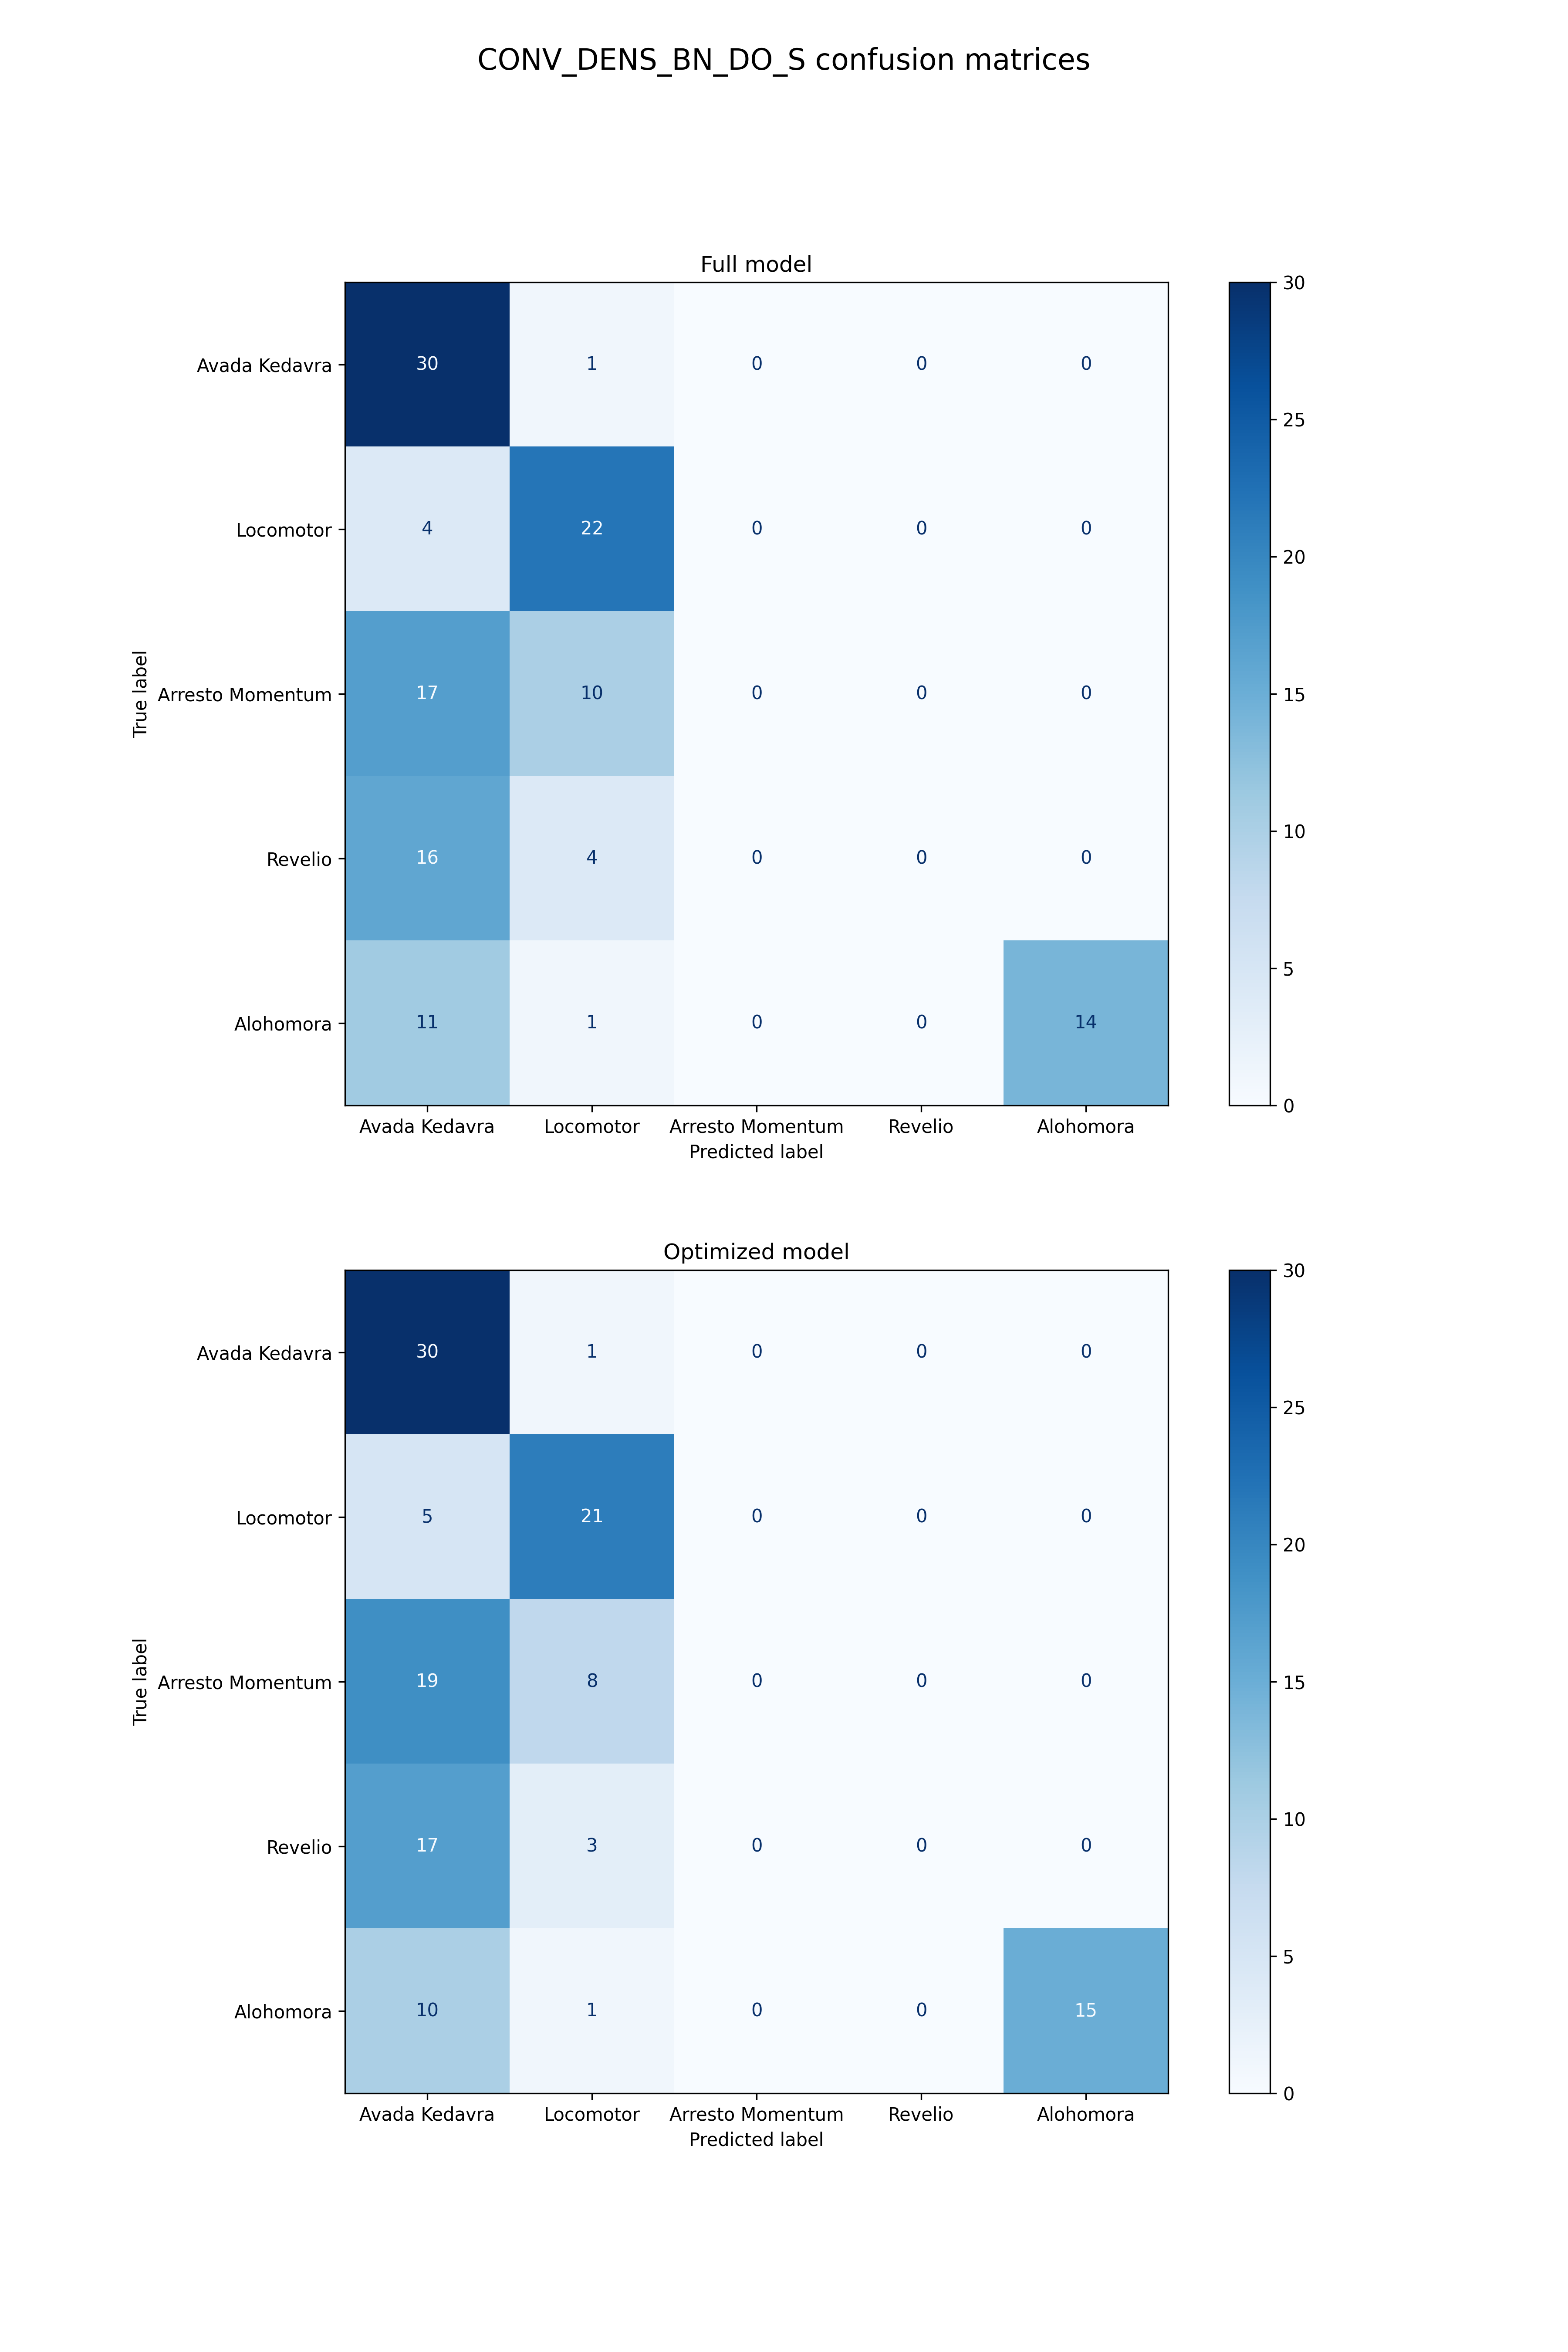 CONV_DENS_BN_DO_S confusion matrices
Full model
True label
Avada Kedavra 30 1 0 0 0
Locomotor 4 22 0 0 0
Arresto Momentum 17 10 0 0 0
Revelio 16 4 0 0 0
Alohomora 11 1 0 0 14
Avada Kedavra Locomotor Arresto Momentum Revelio Alohomora
Predicted label
30
25
20
15
10
5
0
Optimized model
True label
Avada Kedavra 30 1 0 0 0
Locomotor 5 21 0 0 0
Arresto Momentum 19 8 0 0 0
Revelio 17 3 0 0 0
Alohomora 10 1 0 0 15
Avada Kedavra Locomotor Arresto Momentum Revelio Alohomora
Predicted label
30
25
20
15
10
5
0